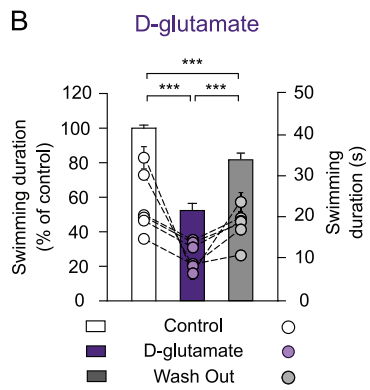 B
D-glutamate
***
*** ***
Swimming duration
(% of control)
120
100
80
60
40
20
0
50
40
30
20
10
0
Swimming
duration (s)
Control
D-glutamate
Wash Out